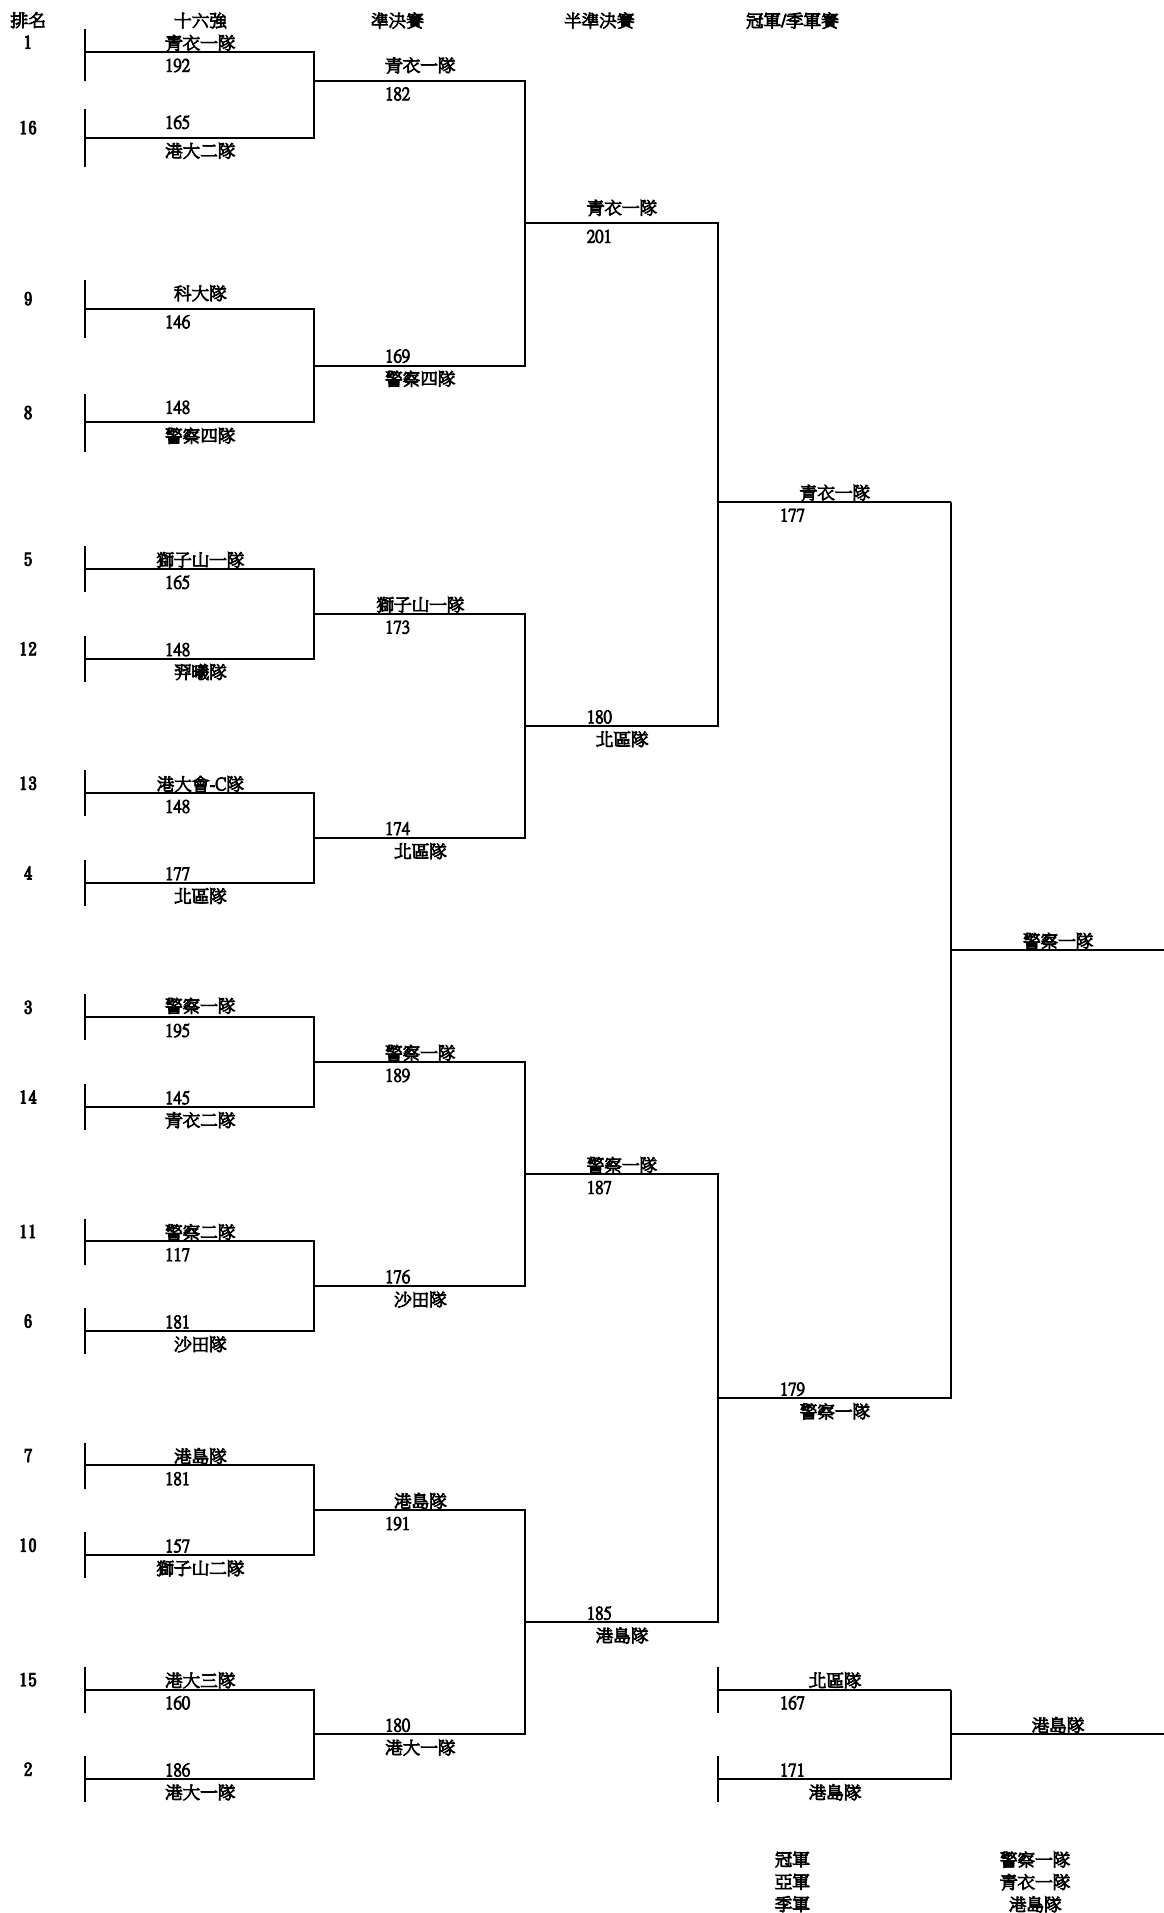 排名 十六強 準決賽 半準決賽 冠軍/季軍賽
1 青衣一隊
192 青衣一隊
182
16 165
港大二隊
青衣一隊
201
9 科大隊
146
169
警察四隊
8 148
警察四隊
青衣一隊
177
5 獅子山一隊
165
獅子山一隊
173
12 148
羿曦隊
180
北區隊
13 港大會-C隊
148
174
北區隊
4 177
北區隊
警察一隊
3 警察一隊
195
警察一隊
189
14 145
青衣二隊
警察一隊
187
11 警察二隊
117
176
沙田隊
6 181
沙田隊
179
警察一隊
7 港島隊
181
港島隊
191
10 157
獅子山二隊
185
港島隊
15 港大三隊 北區隊
160 167
180 港島隊
港大一隊
2 186 171
港大一隊 港島隊
冠軍 警察一隊
亞軍 青衣一隊
季軍 港島隊